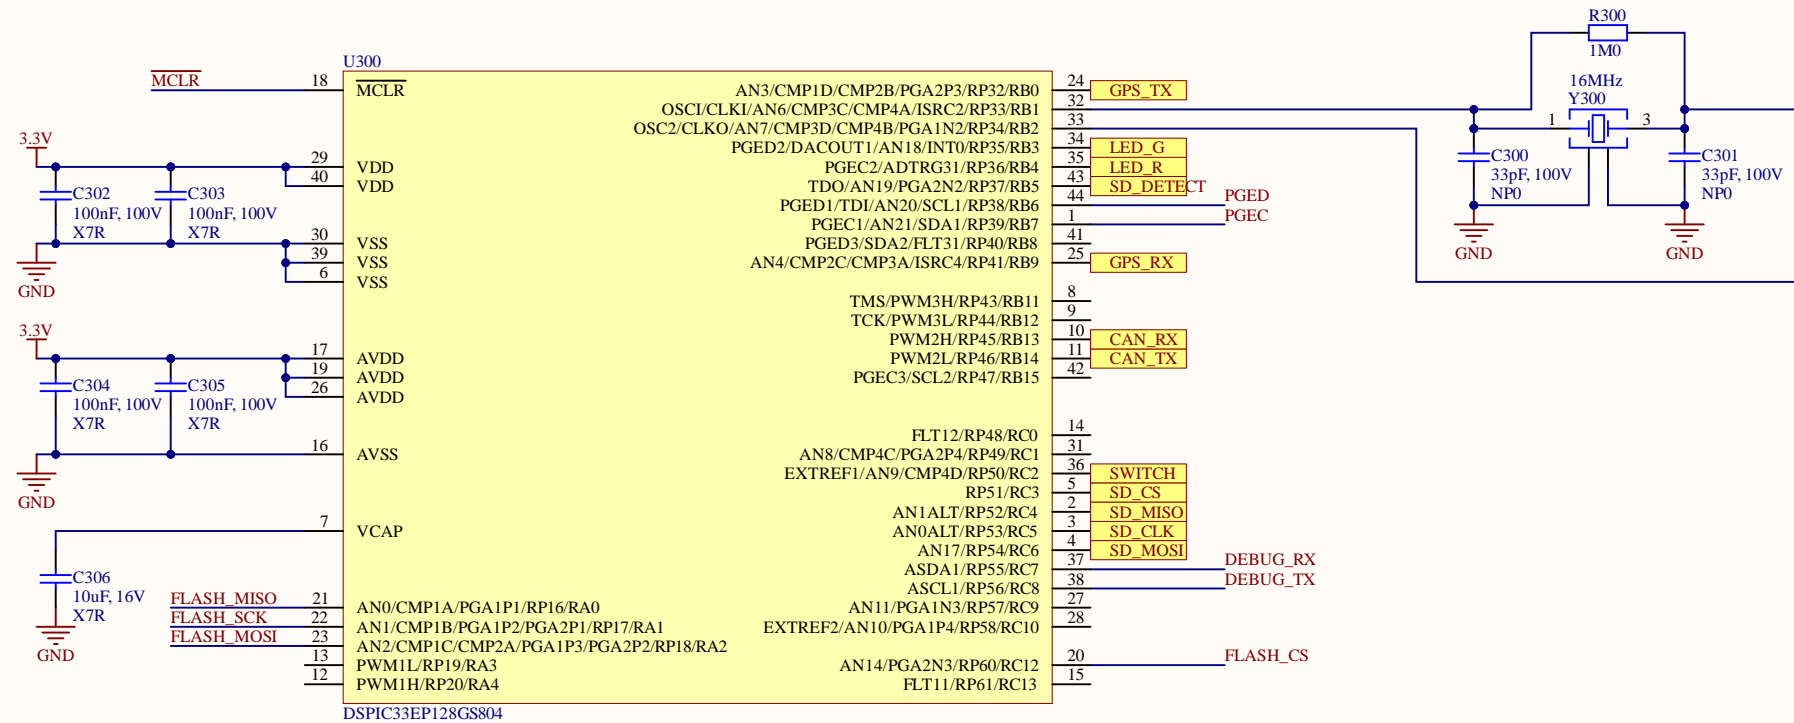 U300
MCLR
18
MCLR
3.3V
29
VDD
40
VDD
C302
100nF, 100V
X7R
C303
100nF, 100V
X7R
30
VSS
39
VSS
6
VSS
GND
3.3V
17
AVDD
19
AVDD
26
AVDD
C304
100nF, 100V
X7R
C305
100nF, 100V
X7R
16
AVSS
GND
7
VCAP
C306
10uF, 16V
X7R
GND
FLASH_MISO
21
AN0/CMP1A/PGA1P1/RP16/RA0
FLASH_SCK
22
AN1/CMP1B/PGA1P2/PGA2P1/RP17/RA1
FLASH_MOSI
23
AN2/CMP1C/CMP2A/PGA1P3/PGA2P2/RP18/RA2
13
PWM1L/RP19/RA3
12
PWM1H/RP20/RA4
DSPIC33EP128GS804
AN3/CMP1D/CMP2B/PGA2P3/RP32/RB0
24
GPS_TX
OSCI/CLKI/AN6/CMP3C/CMP4A/ISRC2/RP33/RB1
32
OSC2/CLKO/AN7/CMP3D/CMP4B/PGA1N2/RP34/RB2
33
PGED2/DACOUT1/AN18/INT0/RP35/RB3
34
LED_G
PGEC2/ADTRG31/RP36/RB4
35
LED_R
TDO/AN19/PGA2N2/RP37/RB5
43
SD_DETECT
PGED1/TDI/AN20/SCL1/RP38/RB6
44
PGED
PGEC1/AN21/SDA1/RP39/RB7
1
PGEC
PGED3/SDA2/FLT31/RP40/RB8
41
AN4/CMP2C/CMP3A/ISRC4/RP41/RB9
25
GPS_RX
TMS/PWM3H/RP43/RB11
8
TCK/PWM3L/RP44/RB12
9
PWM2H/RP45/RB13
10
CAN_RX
PWM2L/RP46/RB14
11
CAN_TX
PGEC3/SCL2/RP47/RB15
42
FLT12/RP48/RC0
14
AN8/CMP4C/PGA2P4/RP49/RC1
31
EXTREF1/AN9/CMP4D/RP50/RC2
36
SWITCH
RP51/RC3
5
SD_CS
AN1ALT/RP52/RC4
2
SD_MISO
AN0ALT/RP53/RC5
3
SD_CLK
AN17/RP54/RC6
4
SD_MOSI
ASDA1/RP55/RC7
37
DEBUG_RX
ASCL1/RP56/RC8
38
DEBUG_TX
AN11/PGA1N3/RP57/RC9
27
EXTREF2/AN10/PGA1P4/RP58/RC10
28
AN14/PGA2N3/RP60/RC12
20
FLASH_CS
FLT11/RP61/RC13
15
R300
1M0
16MHz
Y300
1
3
C300
33pF, 100V
NP0
GND
C301
33pF, 100V
NP0
GND